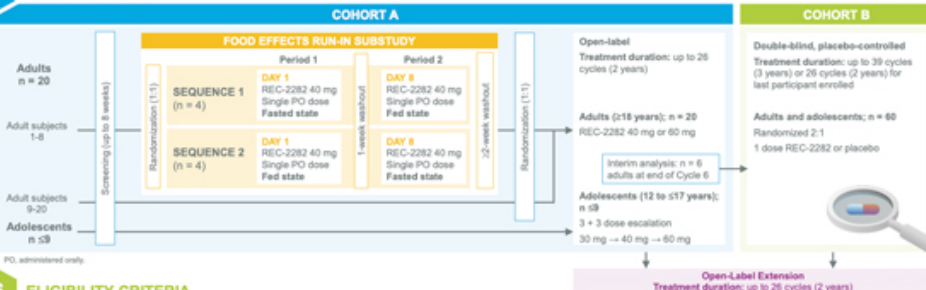 COHORT A
COHORT B
Adults
n = 20
Adult subjects
1-8
Adult subjects
9-20
Adolescents
n ≤9
Screening (up to 8 weeks)
FOOD EFFECTS RUN-IN SUBSTUDY
Randomization (1:1)
Period 1
Period 2
SEQUENCE 1
(n = 4)
DAY 1
REC-2282 40 mg
Single PO dose
Fasted state
1-week washout
DAY 8
REC-2282 40 mg
Single PO dose
Fed state
≥2-week washout
SEQUENCE 2
(n = 4)
DAY 1
REC-2282 40 mg
Single PO dose
Fed state
DAY 8
REC-2282 40 mg
Single PO dose
Fasted state
Randomization (1:1)
Open-label
Treatment duration: up to 26
cycles (2 years)
Adults (≥18 years); n = 20
REC-2282 40 mg or 60 mg
Interim analysis: n = 6
adults at end of Cycle 6
Adolescents (12 to ≤17 years);
n ≤9
3 + 3 dose escalation
30 mg → 40 mg → 60 mg
Double-blind, placebo-controlled
Treatment duration: up to 39 cycles
(3 years) or 26 cycles (2 years) for
last participant enrolled
Adults and adolescents; n = 60
Randomized 2:1
1 dose REC-2282 or placebo
PO, administered orally.
ELIGIBILITY CRITERIA
Open-Label Extension
Treatment duration: up to 26 cycles (2 years)